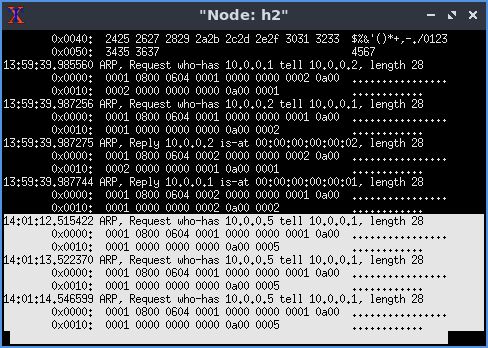 "Node: h2"
0x0040: 2425 2627 2829 2a2b 2c2d 2e2f 3031 3233 $%&'()*+,-./0123
0x0050: 3435 3637 4567
13:59:39.985560 ARP, Request who-has 10.0.0.1 tell 10.0.0.2, length 28
0x0000: 0001 0800 0604 0001 0000 0000 0002 0a00 ................
0x0010: 0002 0000 0000 0000 0a00 0001 ............
13:59:39.987256 ARP, Request who-has 10.0.0.2 tell 10.0.0.1, length 28
0x0000: 0001 0800 0604 0001 0000 0000 0001 0a00 ................
0x0010: 0001 0000 0000 0000 0a00 0002 ............
13:59:39.987275 ARP, Reply 10.0.0.2 is-at 00:00:00:00:00:02, length 28
0x0000: 0001 0800 0604 0002 0000 0000 0002 0a00 ................
0x0010: 0002 0000 0000 0001 0a00 0001 ............
13:59:39.987744 ARP, Reply 10.0.0.1 is-at 00:00:00:00:00:01, length 28
0x0000: 0001 0800 0604 0002 0000 0000 0001 0a00 ................
0x0010: 0001 0000 0000 0002 0a00 0002 ............
14:01:12.515422 ARP, Request who-has 10.0.0.5 tell 10.0.0.1, length 28
0x0000: 0001 0800 0604 0001 0000 0000 0001 0a00 ................
0x0010: 0001 0000 0000 0000 0a00 0005 ............
14:01:13.522370 ARP, Request who-has 10.0.0.5 tell 10.0.0.1, length 28
0x0000: 0001 0800 0604 0001 0000 0000 0001 0a00 ................
0x0010: 0001 0000 0000 0000 0a00 0005 ............
14:01:14.546599 ARP, Request who-has 10.0.0.5 tell 10.0.0.1, length 28
0x0000: 0001 0800 0604 0001 0000 0000 0001 0a00 ................
0x0010: 0001 0000 0000 0000 0a00 0005 ............